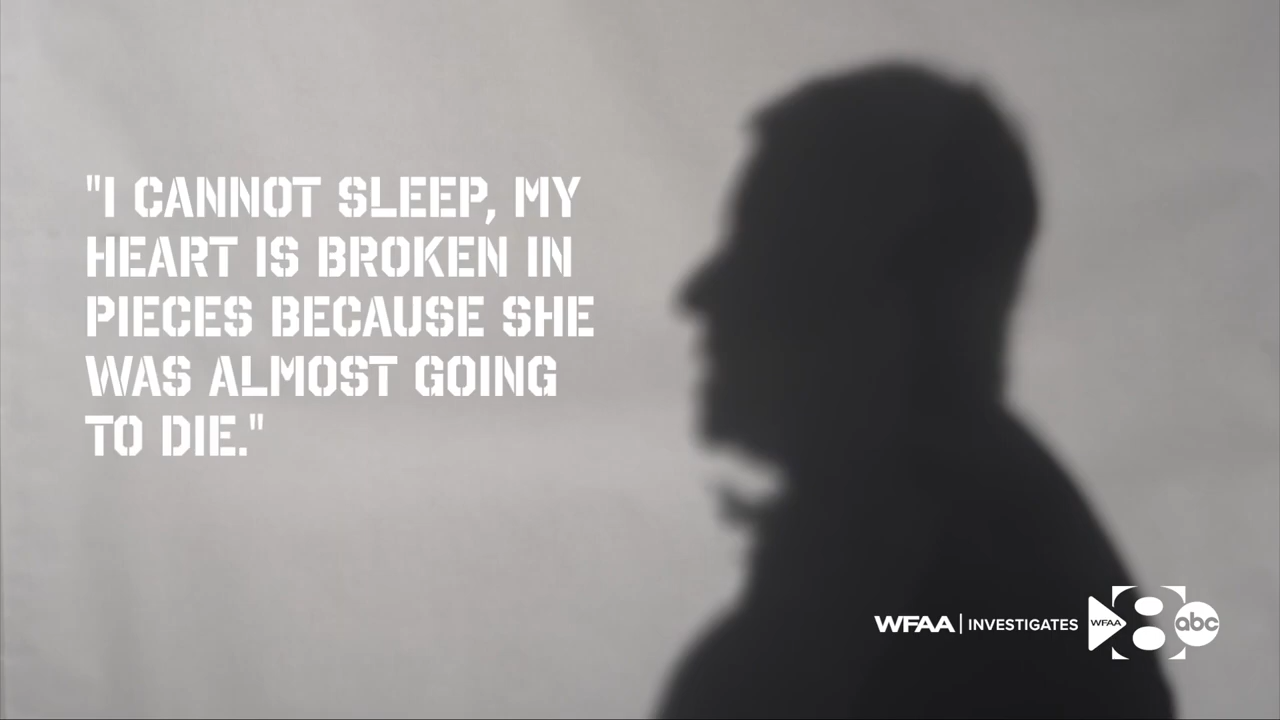 "I CANNOT SLEEP, MY
HEART IS BROKEN IN
PIECES BECAUSE SHE
WAS ALMOST GOING
TO DIE."
WFAA | INVESTIGATES WFAA 8 abc